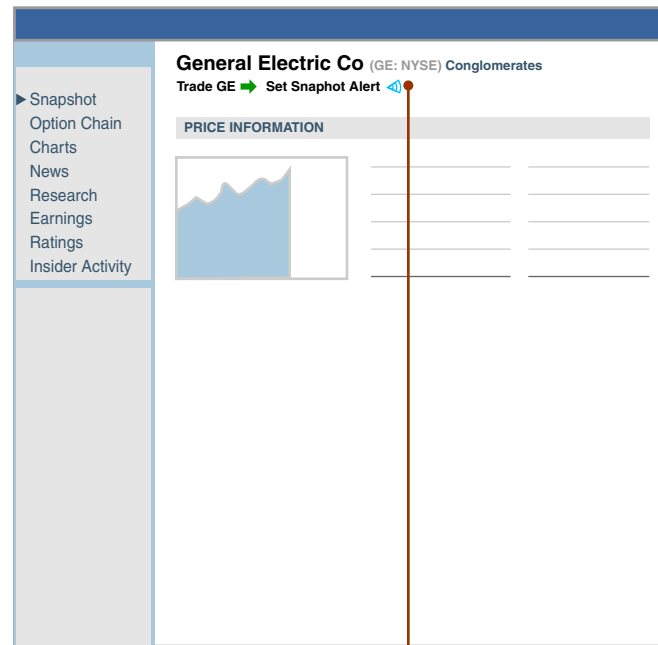 General Electric Co (GE: NYSE) Conglomerates
Trade GE Set Snaphot Alert
Snapshot
Option Chain
Charts
News
Research
Earnings
Ratings
Insider Activity
PRICE INFORMATION